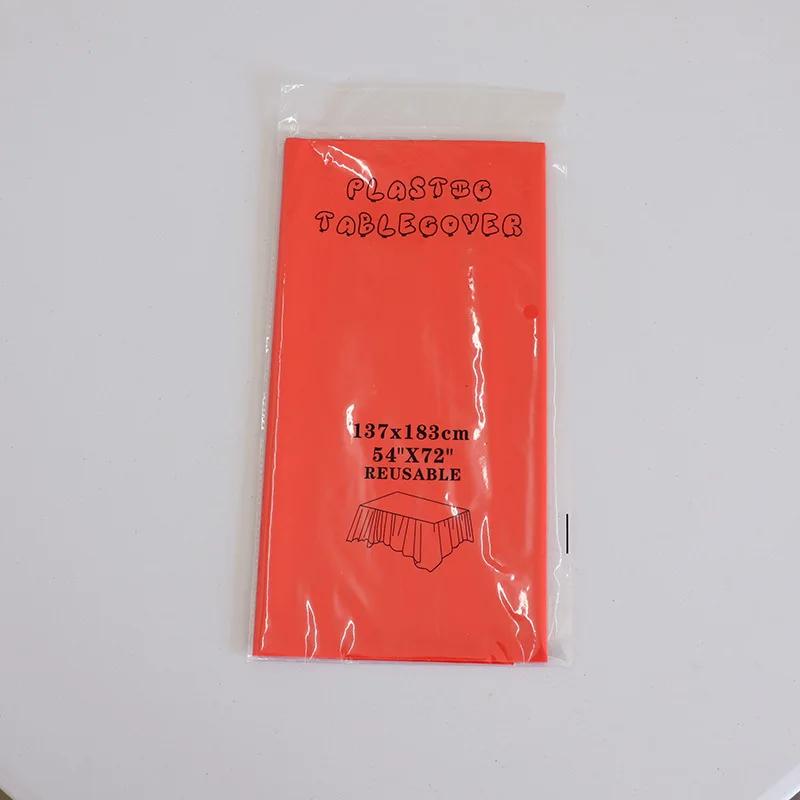 PLASTIC
TABLECOVER
137x183cm
54"X72"
REUSABLE